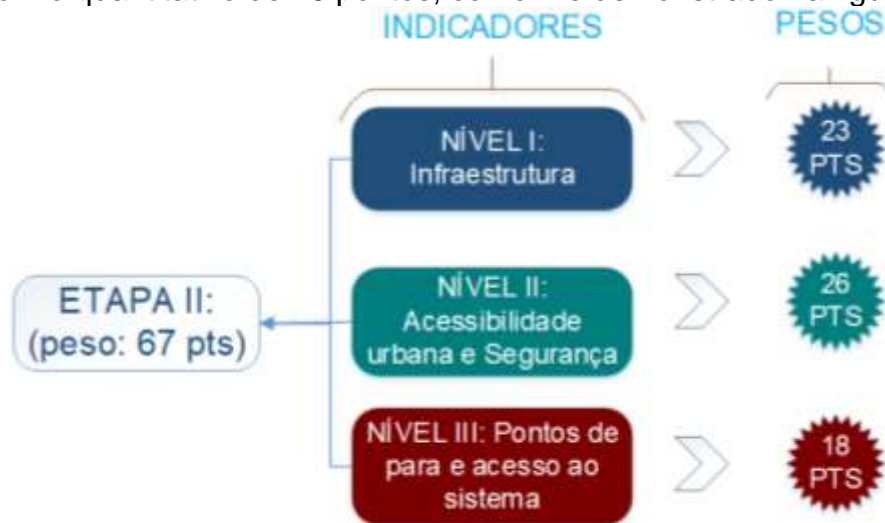 INDICADORES
PESOS
NÍVEL I:
Infraestrutura
23
PTS
ETAPA II:
(peso: 67 pts)
NÍVEL II:
Acessibilidade
urbana e Segurança
26
PTS
NÍVEL III: Pontos de
para e acesso ao
sistema
18
PTS